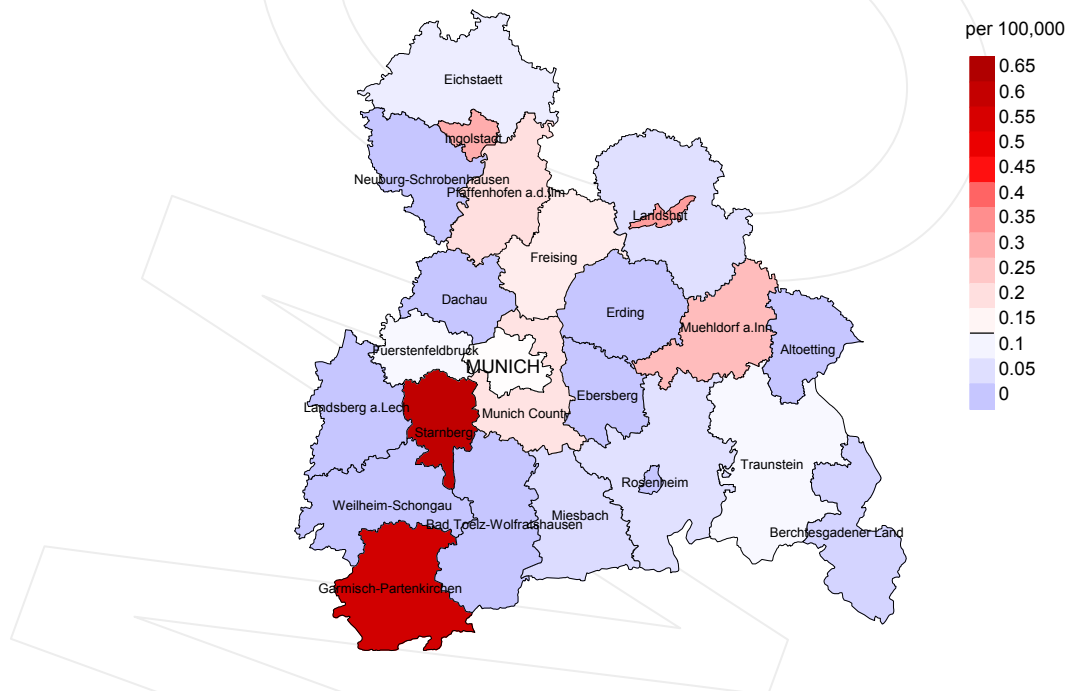 per 100,000
0.65
0.6
0.55
0.5
0.45
0.4
0.35
0.3
0.25
0.2
0.15
0.1
0.05
0
Eichstaett
Ingolstadt
Neuburg-Schrobenhausen
Pfaffenhofen a.d.Ilm
Landshut
Freising
Dachau
Erding
Muehldorf a.Inn
Altoetting
Fuerstenfeldbruck
MUNICH
Ebersberg
Landsberg a.Lech
Munich County
Starnberg
Traunstein
Rosenheim
Weilheim-Schongau
Miesbach
Bad Toelz-Wolfratshausen
Berchtesgadener Land
Garmisch-Partenkirchen